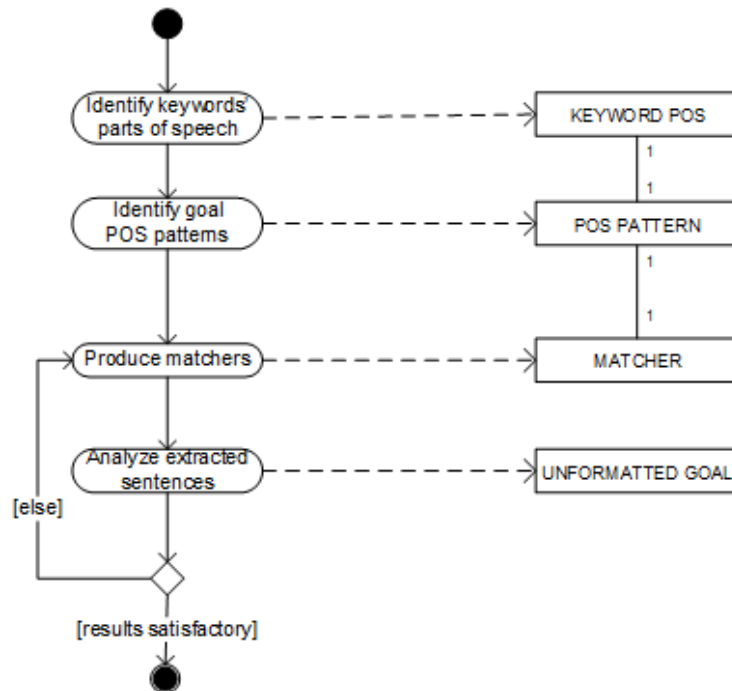 Identify keywords'
parts of speech
KEYWORD POS
1
1
Identify goal
POS patterns
POS PATTERN
1
1
Produce matchers
MATCHER
Analyze extracted
sentences
UNFORMATTED GOAL
[else]
[results satisfactory]